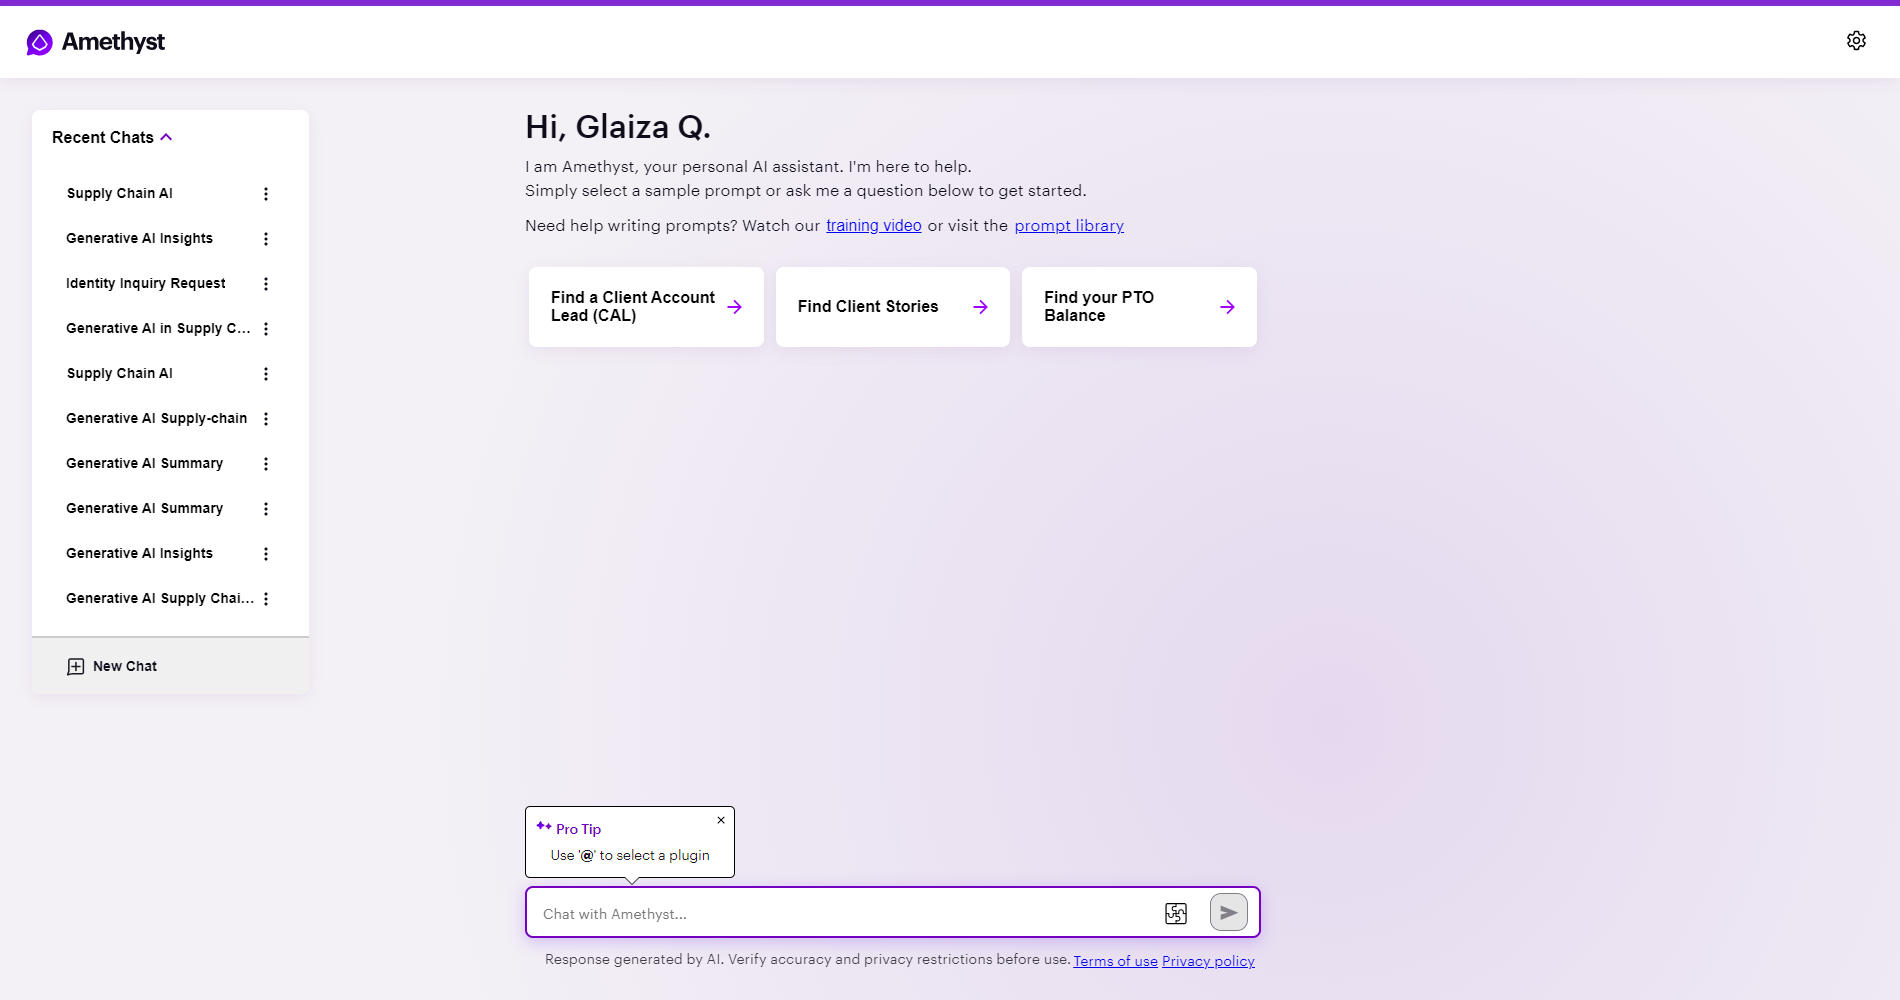 Amethyst
Recent Chats
Supply Chain AI
Generative AI Insights
Identity Inquiry Request
Generative AI in Supply C...
Supply Chain AI
Generative AI Supply-chain
Generative AI Summary
Generative AI Summary
Generative AI Insights
Generative AI Supply Chai...
New Chat
Hi, Glaiza Q.
I am Amethyst, your personal AI assistant. I'm here to help.
Simply select a sample prompt or ask me a question below to get started.
Need help writing prompts? Watch our training video or visit the prompt library
Find a Client Account
Lead (CAL)
Find Client Stories
Find your PTO
Balance
Pro Tip
Use '@' to select a plugin
Chat with Amethyst...
Response generated by AI. Verify accuracy and privacy restrictions before use. Terms of use Privacy policy